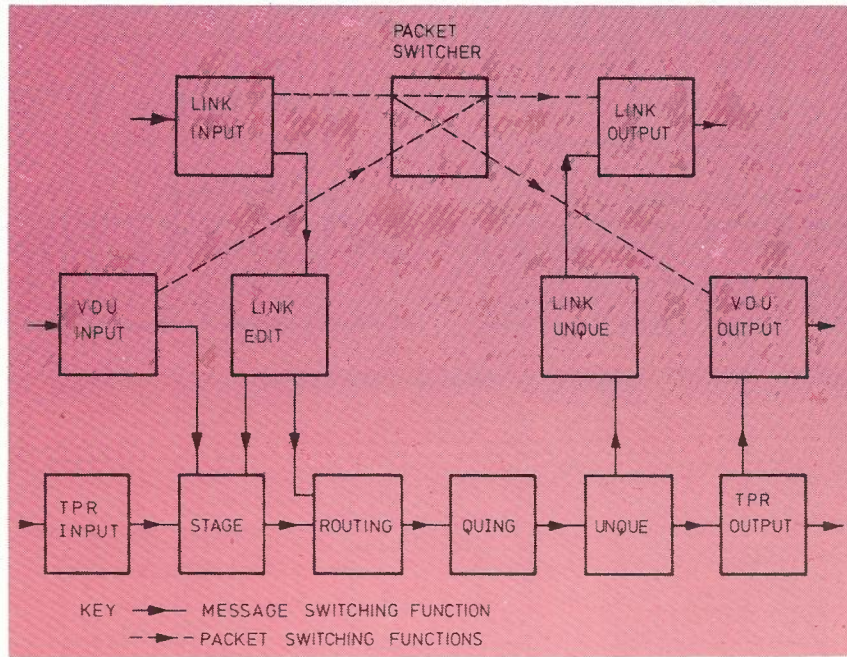 PACKET
SWITCHER
LINK
INPUT
LINK
OUTPUT
VDU
INPUT
LINK
EDIT
LINK
UNQUE
VDU
OUTPUT
TPR
INPUT
STAGE
ROUTING
QUING
UNQUE
TPR
OUTPUT
KEY MESSAGE SWITCHING FUNCTION
PACKET SWITCHING FUNCTIONS